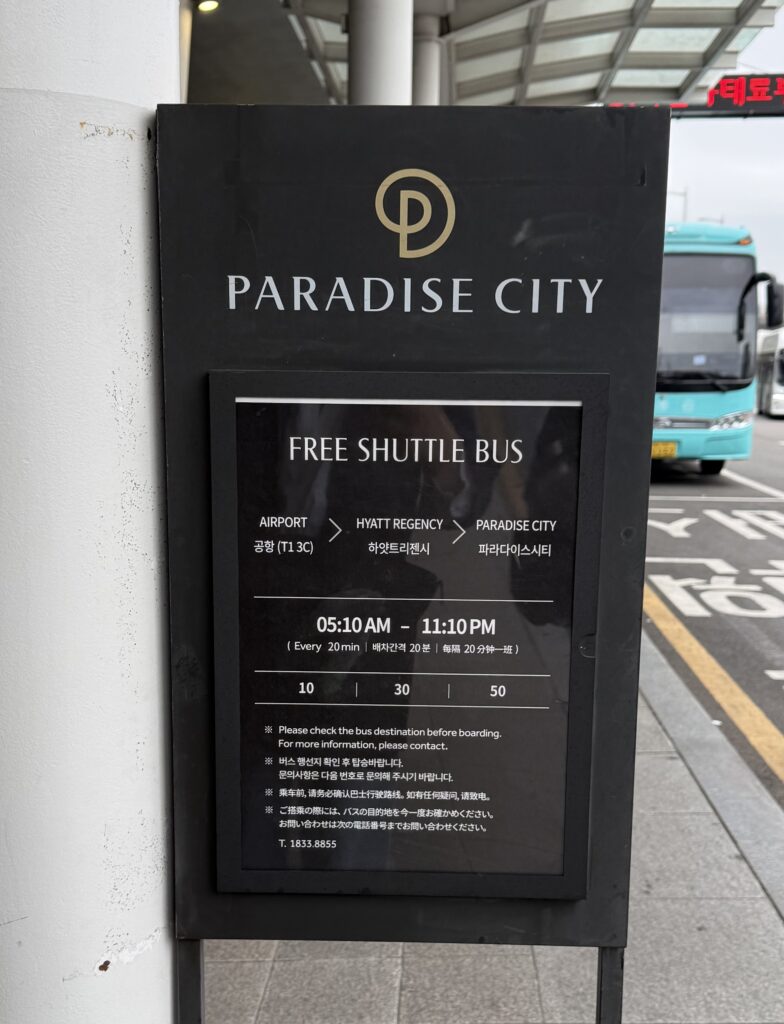 PARADISE CITY
FREE SHUTTLE BUS
AIRPORT > HYATT REGENCY > PARADISE CITY
공항 (T1 3C) 하얏트리젠시 파라다이스시티
05:10 AM – 11:10 PM
( Every 20 min | 배차간격 20 분 | 每隔 20 分钟一班 )
10 | 30 | 50
※ Please check the bus destination before boarding.
For more information, please contact.
※ 버스 행선지 확인 후 탑승바랍니다.
문의사항은 다음 번호로 문의해 주시기 바랍니다.
※ 乘车前, 请务必确认巴士行驶路线。如有任何疑问, 请致电。
※ ご搭乗の際には、バスの目的地を今一度お確かめください。
お問い合わせは次の電話番号までお問い合わせください。
T. 1833.8855